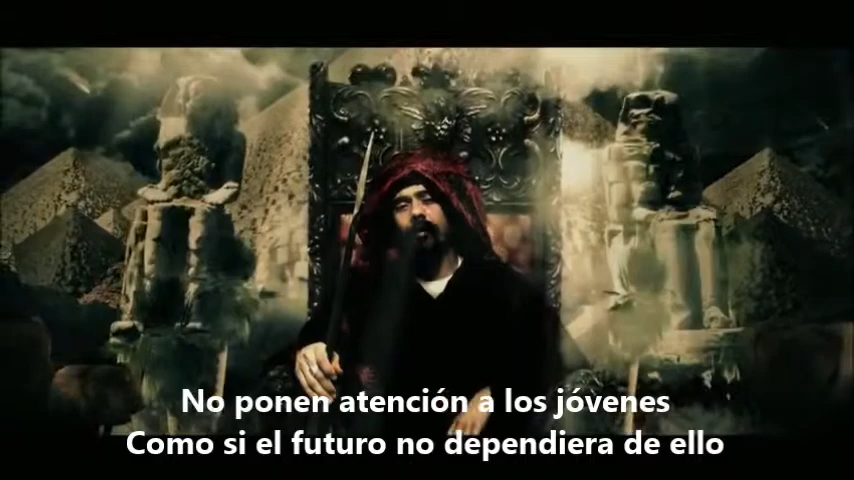 No ponen atención a los jóvenes
Como si el futuro no dependiera de ello